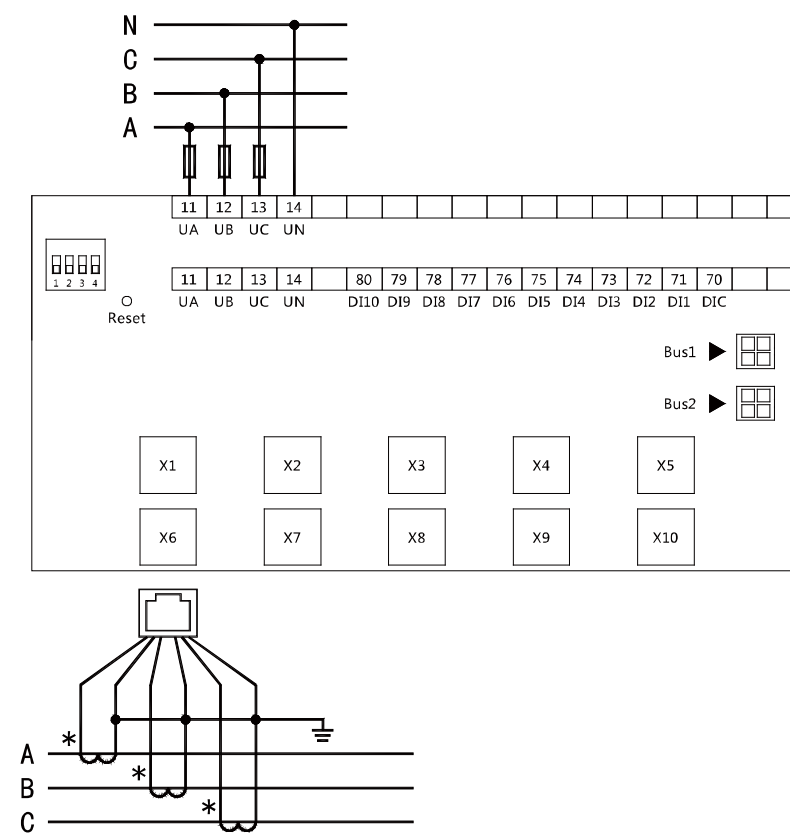 N
C
B
A
11 12 13 14
UA UB UC UN
1 2 3 4
Reset
11 12 13 14 80 79 78 77 76 75 74 73 72 71 70
UA UB UC UN DI10 DI9 DI8 DI7 DI6 DI5 DI4 DI3 DI2 DI1 DIC
Bus1
Bus2
X1 X2 X3 X4 X5
X6 X7 X8 X9 X10
*
A
*
B
*
C